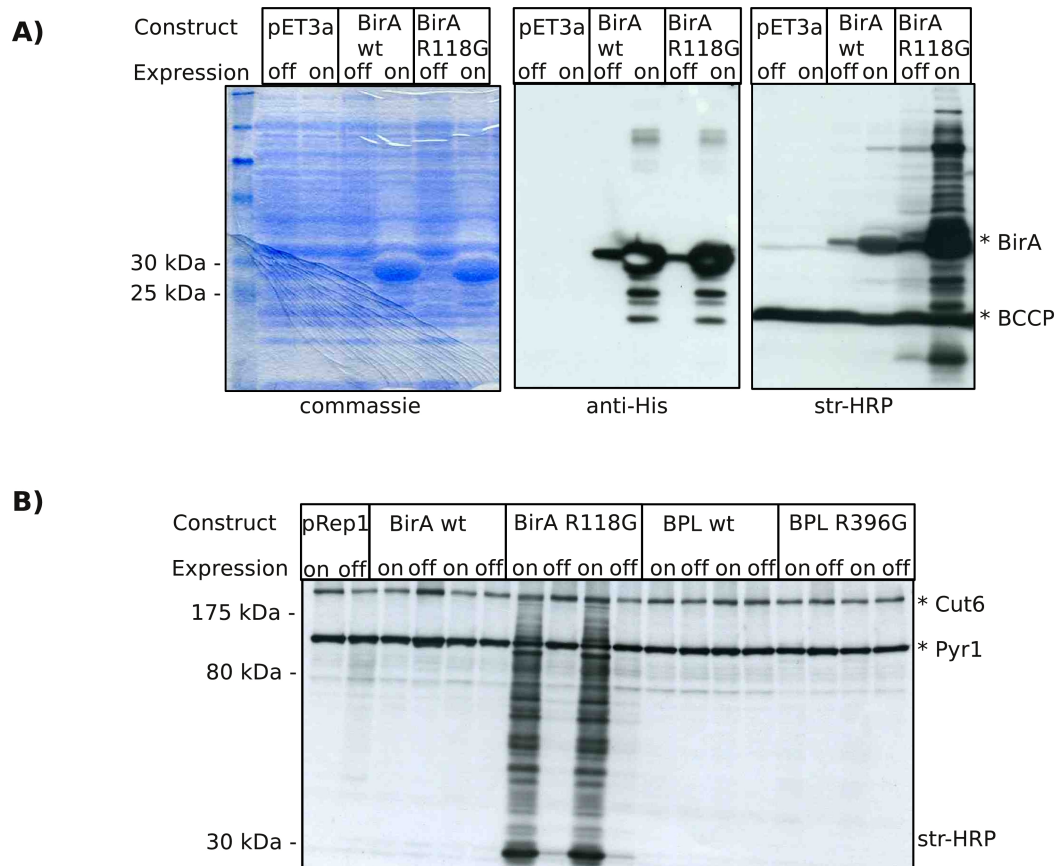 A)
Construct pET3a BirA wt BirA R118G pET3a BirA wt BirA R118G pET3a BirA wt BirA R118G
Expression off on off on off on off on off on off on off on off on off on
30 kDa -
25 kDa -
* BirA
* BCCP
commassie anti-His str-HRP
B)
Construct pRep1 BirA wt BirA R118G BPL wt BPL R396G
Expression on off on off on off on off on off on off on off on off on off
175 kDa -
* Cut6
* Pyr1
80 kDa -
30 kDa -
str-HRP